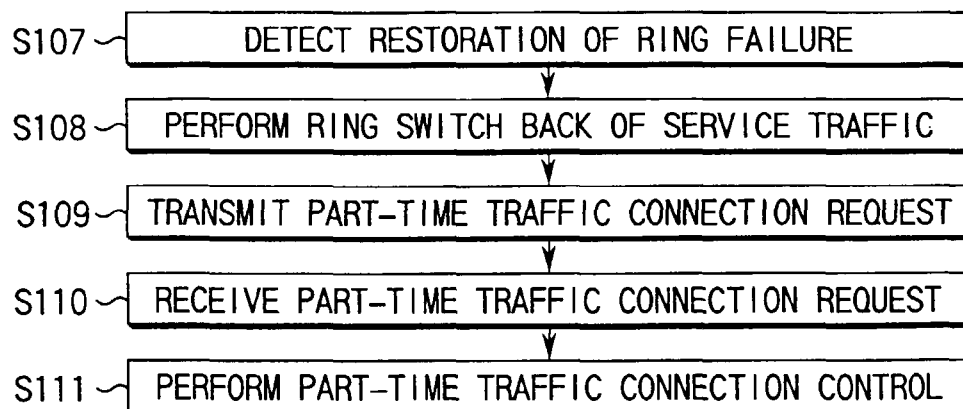 S107 DETECT RESTORATION OF RING FAILURE
S108 PERFORM RING SWITCH BACK OF SERVICE TRAFFIC
S109 TRANSMIT PART-TIME TRAFFIC CONNECTION REQUEST
S110 RECEIVE PART-TIME TRAFFIC CONNECTION REQUEST
S111 PERFORM PART-TIME TRAFFIC CONNECTION CONTROL